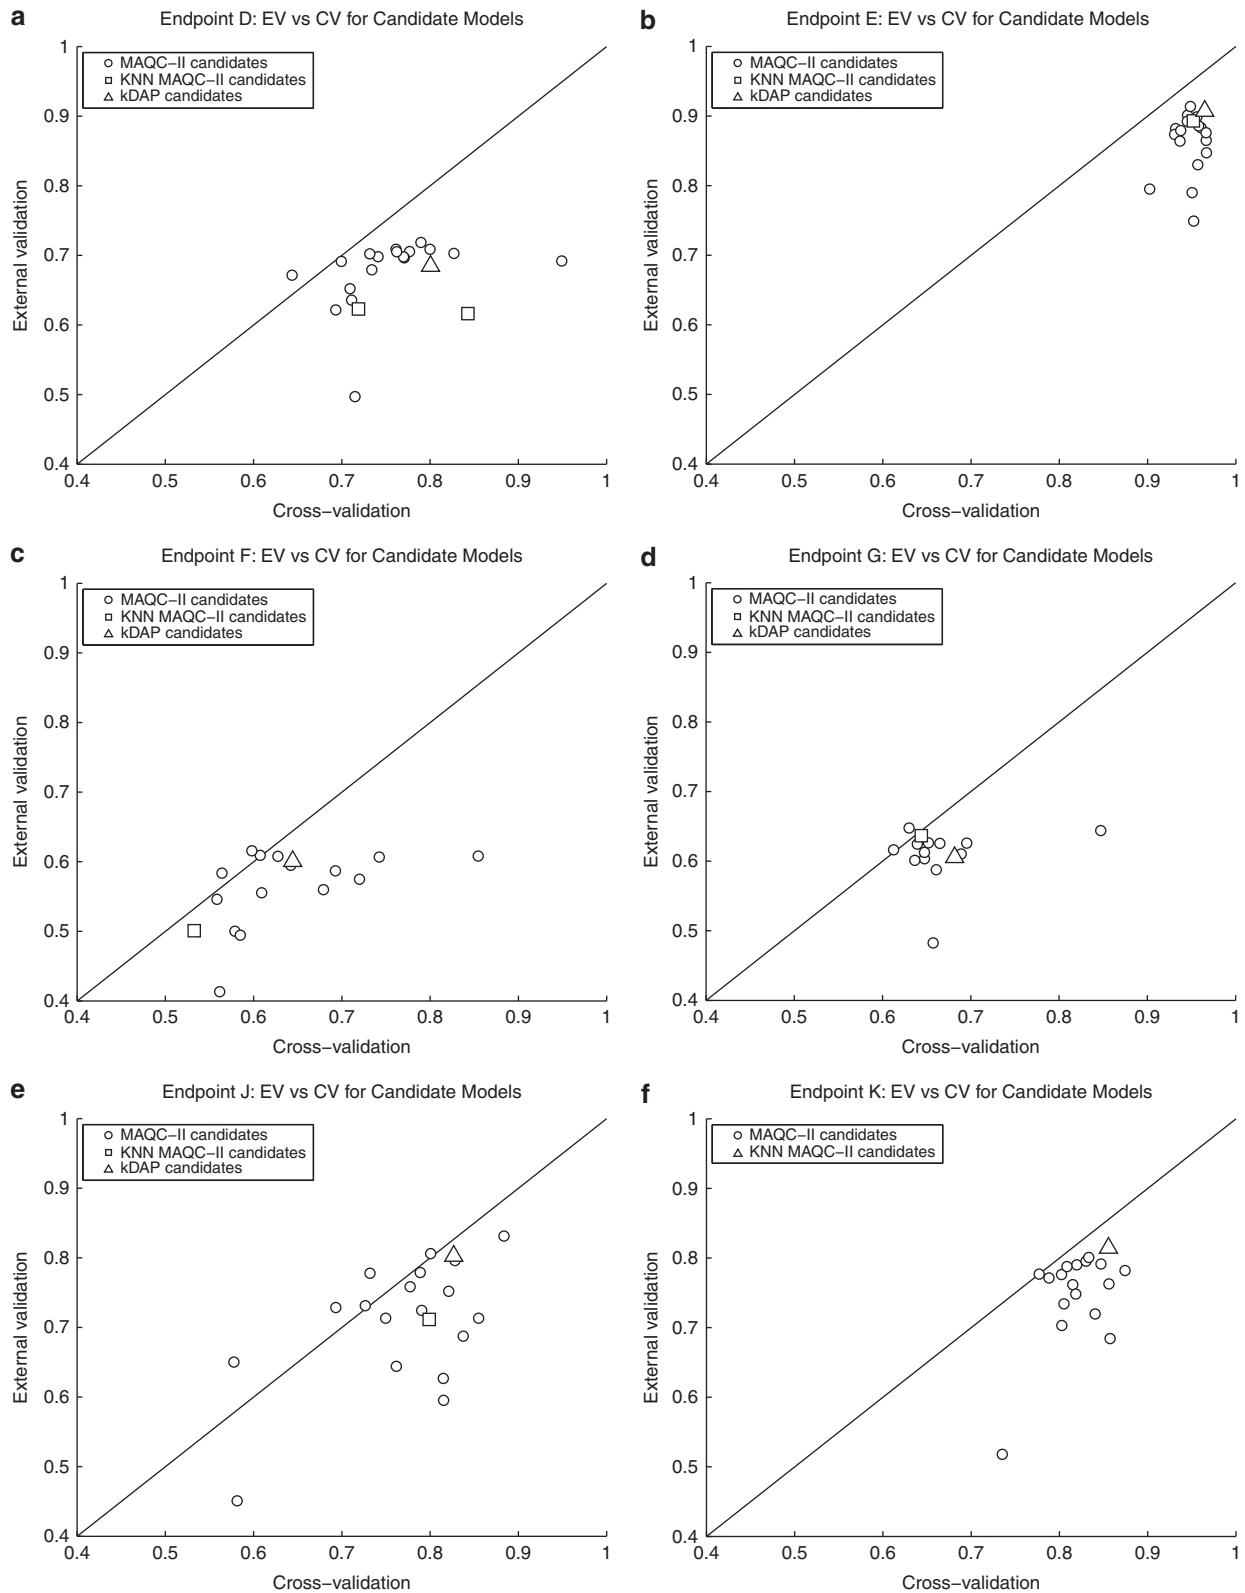 a
Endpoint D: EV vs CV for Candidate Models
MAQC−II candidates
KNN MAQC−II candidates
kDAP candidates
1
0.9
0.8
0.7
0.6
0.5
0.4
External validation
0.4 0.5 0.6 0.7 0.8 0.9 1
Cross−validation
b
Endpoint E: EV vs CV for Candidate Models
MAQC−II candidates
KNN MAQC−II candidates
kDAP candidates
1
0.9
0.8
0.7
0.6
0.5
0.4
External validation
0.4 0.5 0.6 0.7 0.8 0.9 1
Cross−validation
c
Endpoint F: EV vs CV for Candidate Models
MAQC−II candidates
KNN MAQC−II candidates
kDAP candidates
1
0.9
0.8
0.7
0.6
0.5
0.4
External validation
0.4 0.5 0.6 0.7 0.8 0.9 1
Cross−validation
d
Endpoint G: EV vs CV for Candidate Models
MAQC−II candidates
KNN MAQC−II candidates
kDAP candidates
1
0.9
0.8
0.7
0.6
0.5
0.4
External validation
0.4 0.5 0.6 0.7 0.8 0.9 1
Cross−validation
e
Endpoint J: EV vs CV for Candidate Models
MAQC−II candidates
KNN MAQC−II candidates
kDAP candidates
1
0.9
0.8
0.7
0.6
0.5
0.4
External validation
0.4 0.5 0.6 0.7 0.8 0.9 1
Cross−validation
f
Endpoint K: EV vs CV for Candidate Models
MAQC−II candidates
KNN MAQC−II candidates
1
0.9
0.8
0.7
0.6
0.5
0.4
External validation
0.4 0.5 0.6 0.7 0.8 0.9 1
Cross−validation